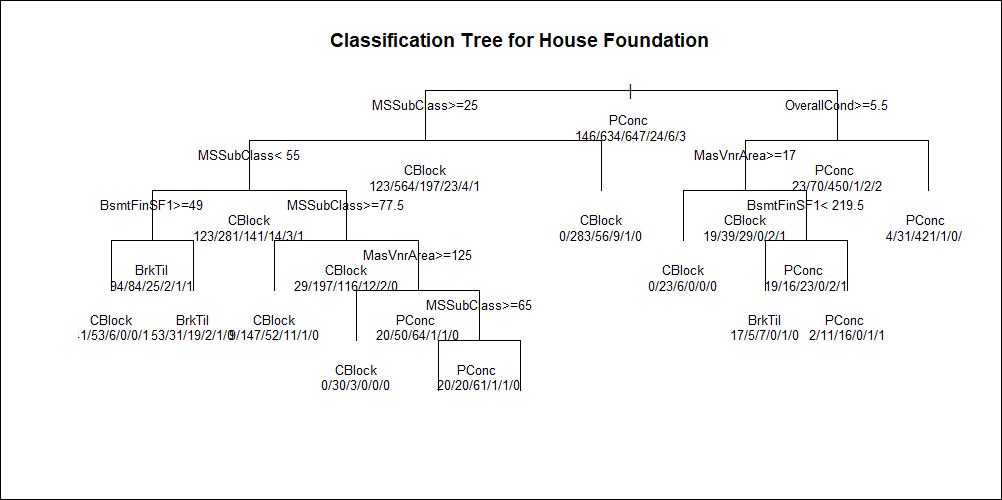 Classification Tree for House Foundation
MSSubClass>=25
OverallCond>=5.5
PConc
146/634/647/24/6/3
MSSubClass< 55
MasVnrArea>=17
CBlock
123/564/197/23/4/1
PConc
23/70/450/1/2/2
BsmtFinSF1>=49
MSSubClass>=77.5
BsmtFinSF1< 219.5
CBlock
123/281/141/14/3/1
CBlock
0/283/56/9/1/0
CBlock
19/39/29/0/2/1
PConc
4/31/421/1/0/
MasVnrArea>=125
BrkTil
94/84/25/2/1/1
CBlock
29/197/116/12/2/0
CBlock
0/23/6/0/0/0
PConc
19/16/23/0/2/1
MSSubClass>=65
CBlock
1/53/6/0/0/1
BrkTil
53/31/19/2/1/0
CBlock
9/147/52/11/1/0
PConc
20/50/64/1/1/0
BrkTil
17/5/7/0/1/0
PConc
2/11/16/0/1/1
CBlock
0/30/3/0/0/0
PConc
20/20/61/1/1/0